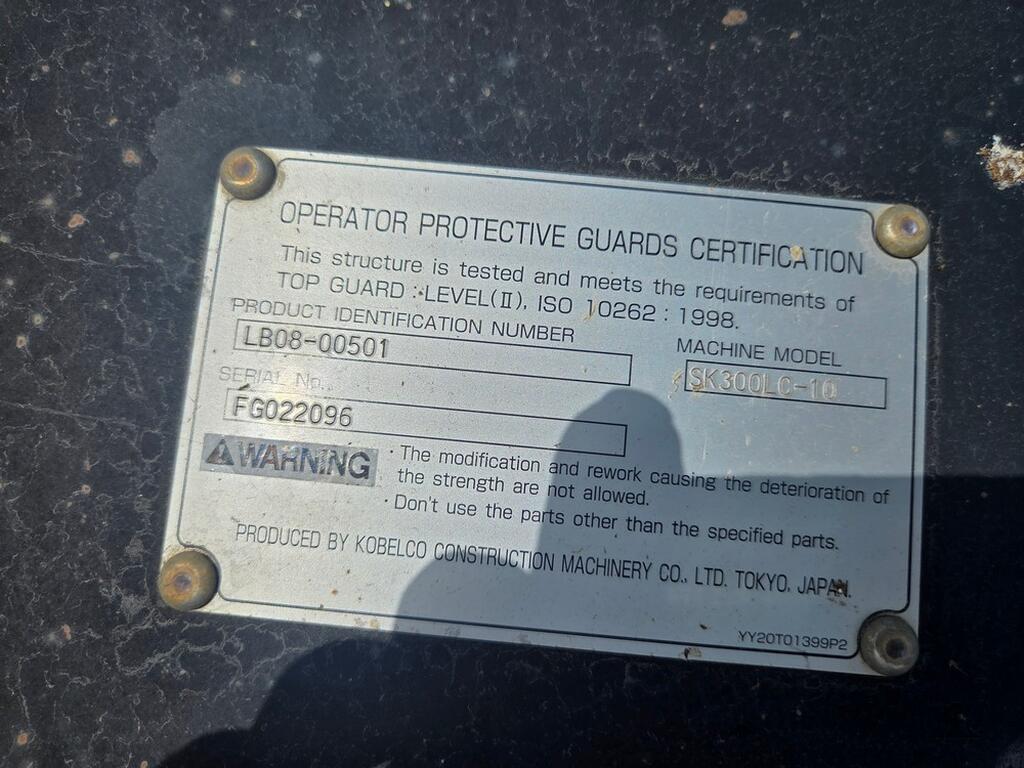 OPERATOR PROTECTIVE GUARDS CERTIFICATION
This structure is tested and meets the requirements of
TOP GUARD : LEVEL(II), ISO 10262 : 1998.
PRODUCT IDENTIFICATION NUMBER
LB08-00501
MACHINE MODEL
SK300LC-10
SERIAL No.
FG022096
WARNING
· The modification and rework causing the deterioration of
the strength are not allowed.
· Don't use the parts other than the specified parts.
PRODUCED BY KOBELCO CONSTRUCTION MACHINERY CO., LTD. TOKYO, JAPAN.
YY20T01399P2